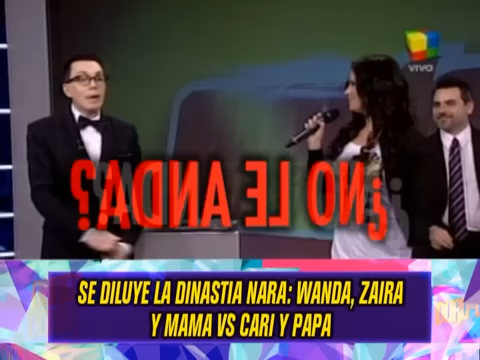 VIVO
¿NO LE ANDA?
SE DILUYE LA DINASTIA NARA: WANDA, ZAIRA
Y MAMA VS CARI Y PAPA